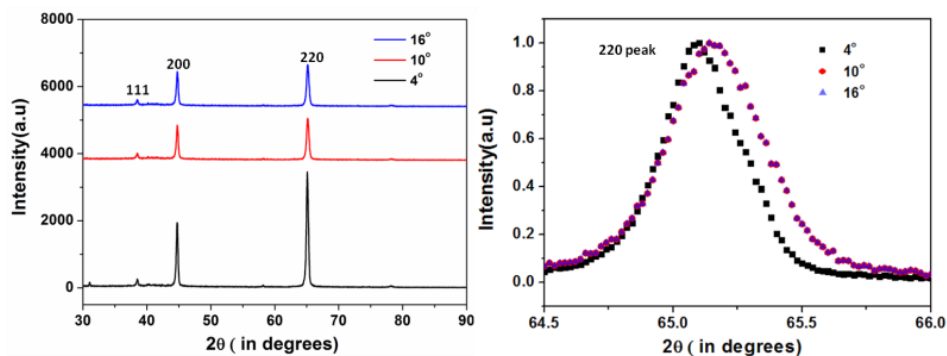 8000
6000
4000
2000
0
Intensity(a.u)
111
200
220
16°
10°
4°
30 40 50 60 70 80 90
2θ ( in degrees)
1.0
0.8
0.6
0.4
0.2
0.0
Intensity(a.u)
220 peak
4°
10°
16°
64.5 65.0 65.5 66.0
2θ ( in degrees)